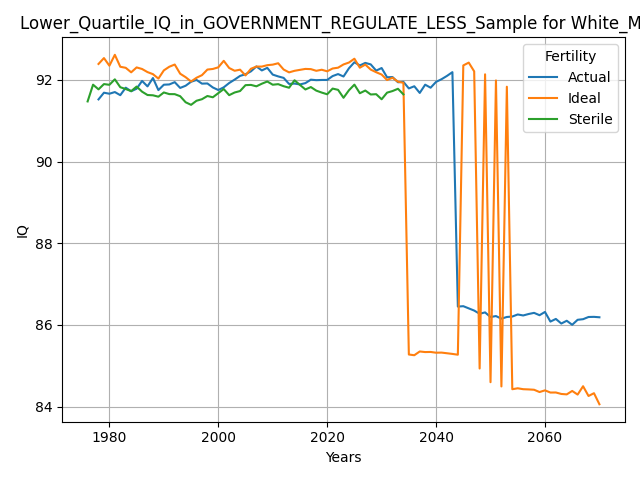 Lower_Quartile_IQ_in_GOVERNMENT_REGULATE_LESS_Sample for White_M
Fertility
Actual
Ideal
Sterile
IQ
92
90
88
86
84
1980
2000
2020
2040
2060
Years